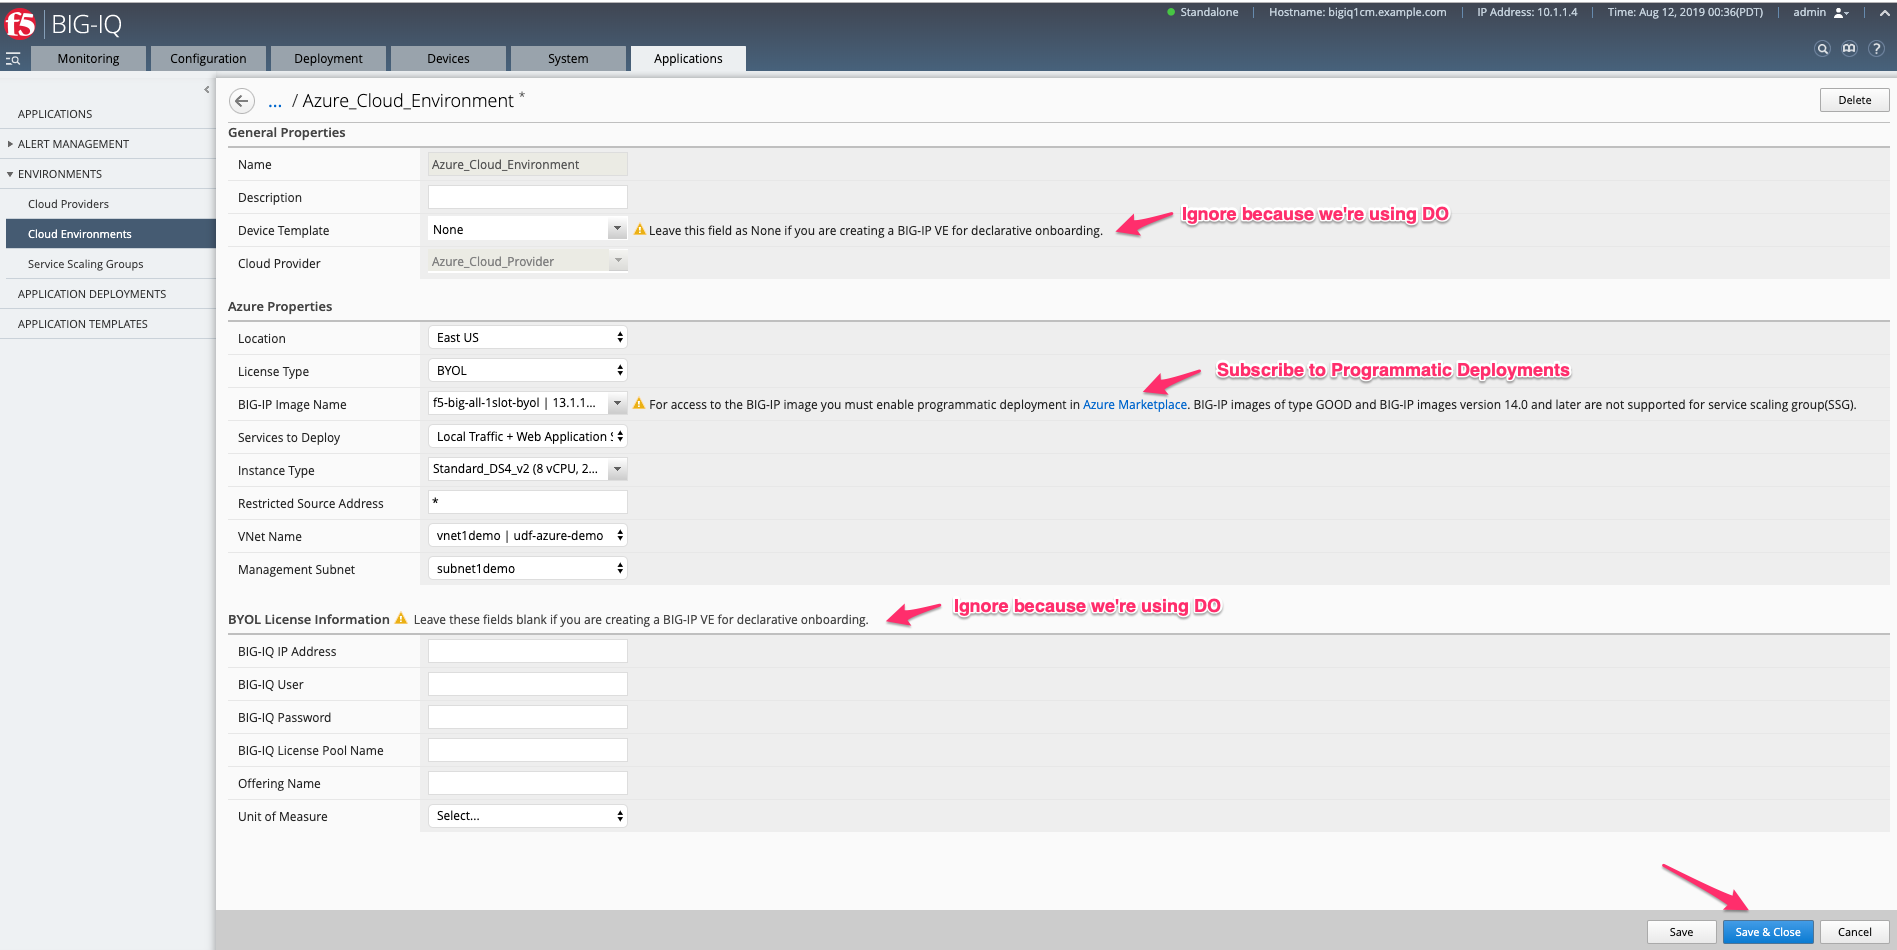 f5 BIG-IQ
Standalone Hostname: bigiq1cm.example.com IP Address: 10.1.1.4 Time: Aug 12, 2019 00:36(PDT) admin
Monitoring Configuration Deployment Devices System Applications
APPLICATIONS
ALERT MANAGEMENT
ENVIRONMENTS
Cloud Providers
Cloud Environments
Service Scaling Groups
APPLICATION DEPLOYMENTS
APPLICATION TEMPLATES
... / Azure_Cloud_Environment *
Delete
General Properties
Name Azure_Cloud_Environment
Description
Ignore because we're using DO
Device Template None Leave this field as None if you are creating a BIG-IP VE for declarative onboarding.
Cloud Provider Azure_Cloud_Provider
Azure Properties
Location East US
License Type BYOL
Subscribe to Programmatic Deployments
BIG-IP Image Name f5-big-all-1slot-byol | 13.1.1... For access to the BIG-IP image you must enable programmatic deployment in Azure Marketplace. BIG-IP images of type GOOD and BIG-IP images version 14.0 and later are not supported for service scaling group(SSG).
Services to Deploy Local Traffic + Web Application
Instance Type Standard_DS4_v2 (8 vCPU, 2...
Restricted Source Address *
VNet Name vnet1demo | udf-azure-demo
Management Subnet subnet1demo
Ignore because we're using DO
BYOL License Information Leave these fields blank if you are creating a BIG-IP VE for declarative onboarding.
BIG-IQ IP Address
BIG-IQ User
BIG-IQ Password
BIG-IQ License Pool Name
Offering Name
Unit of Measure Select...
Save Save & Close Cancel